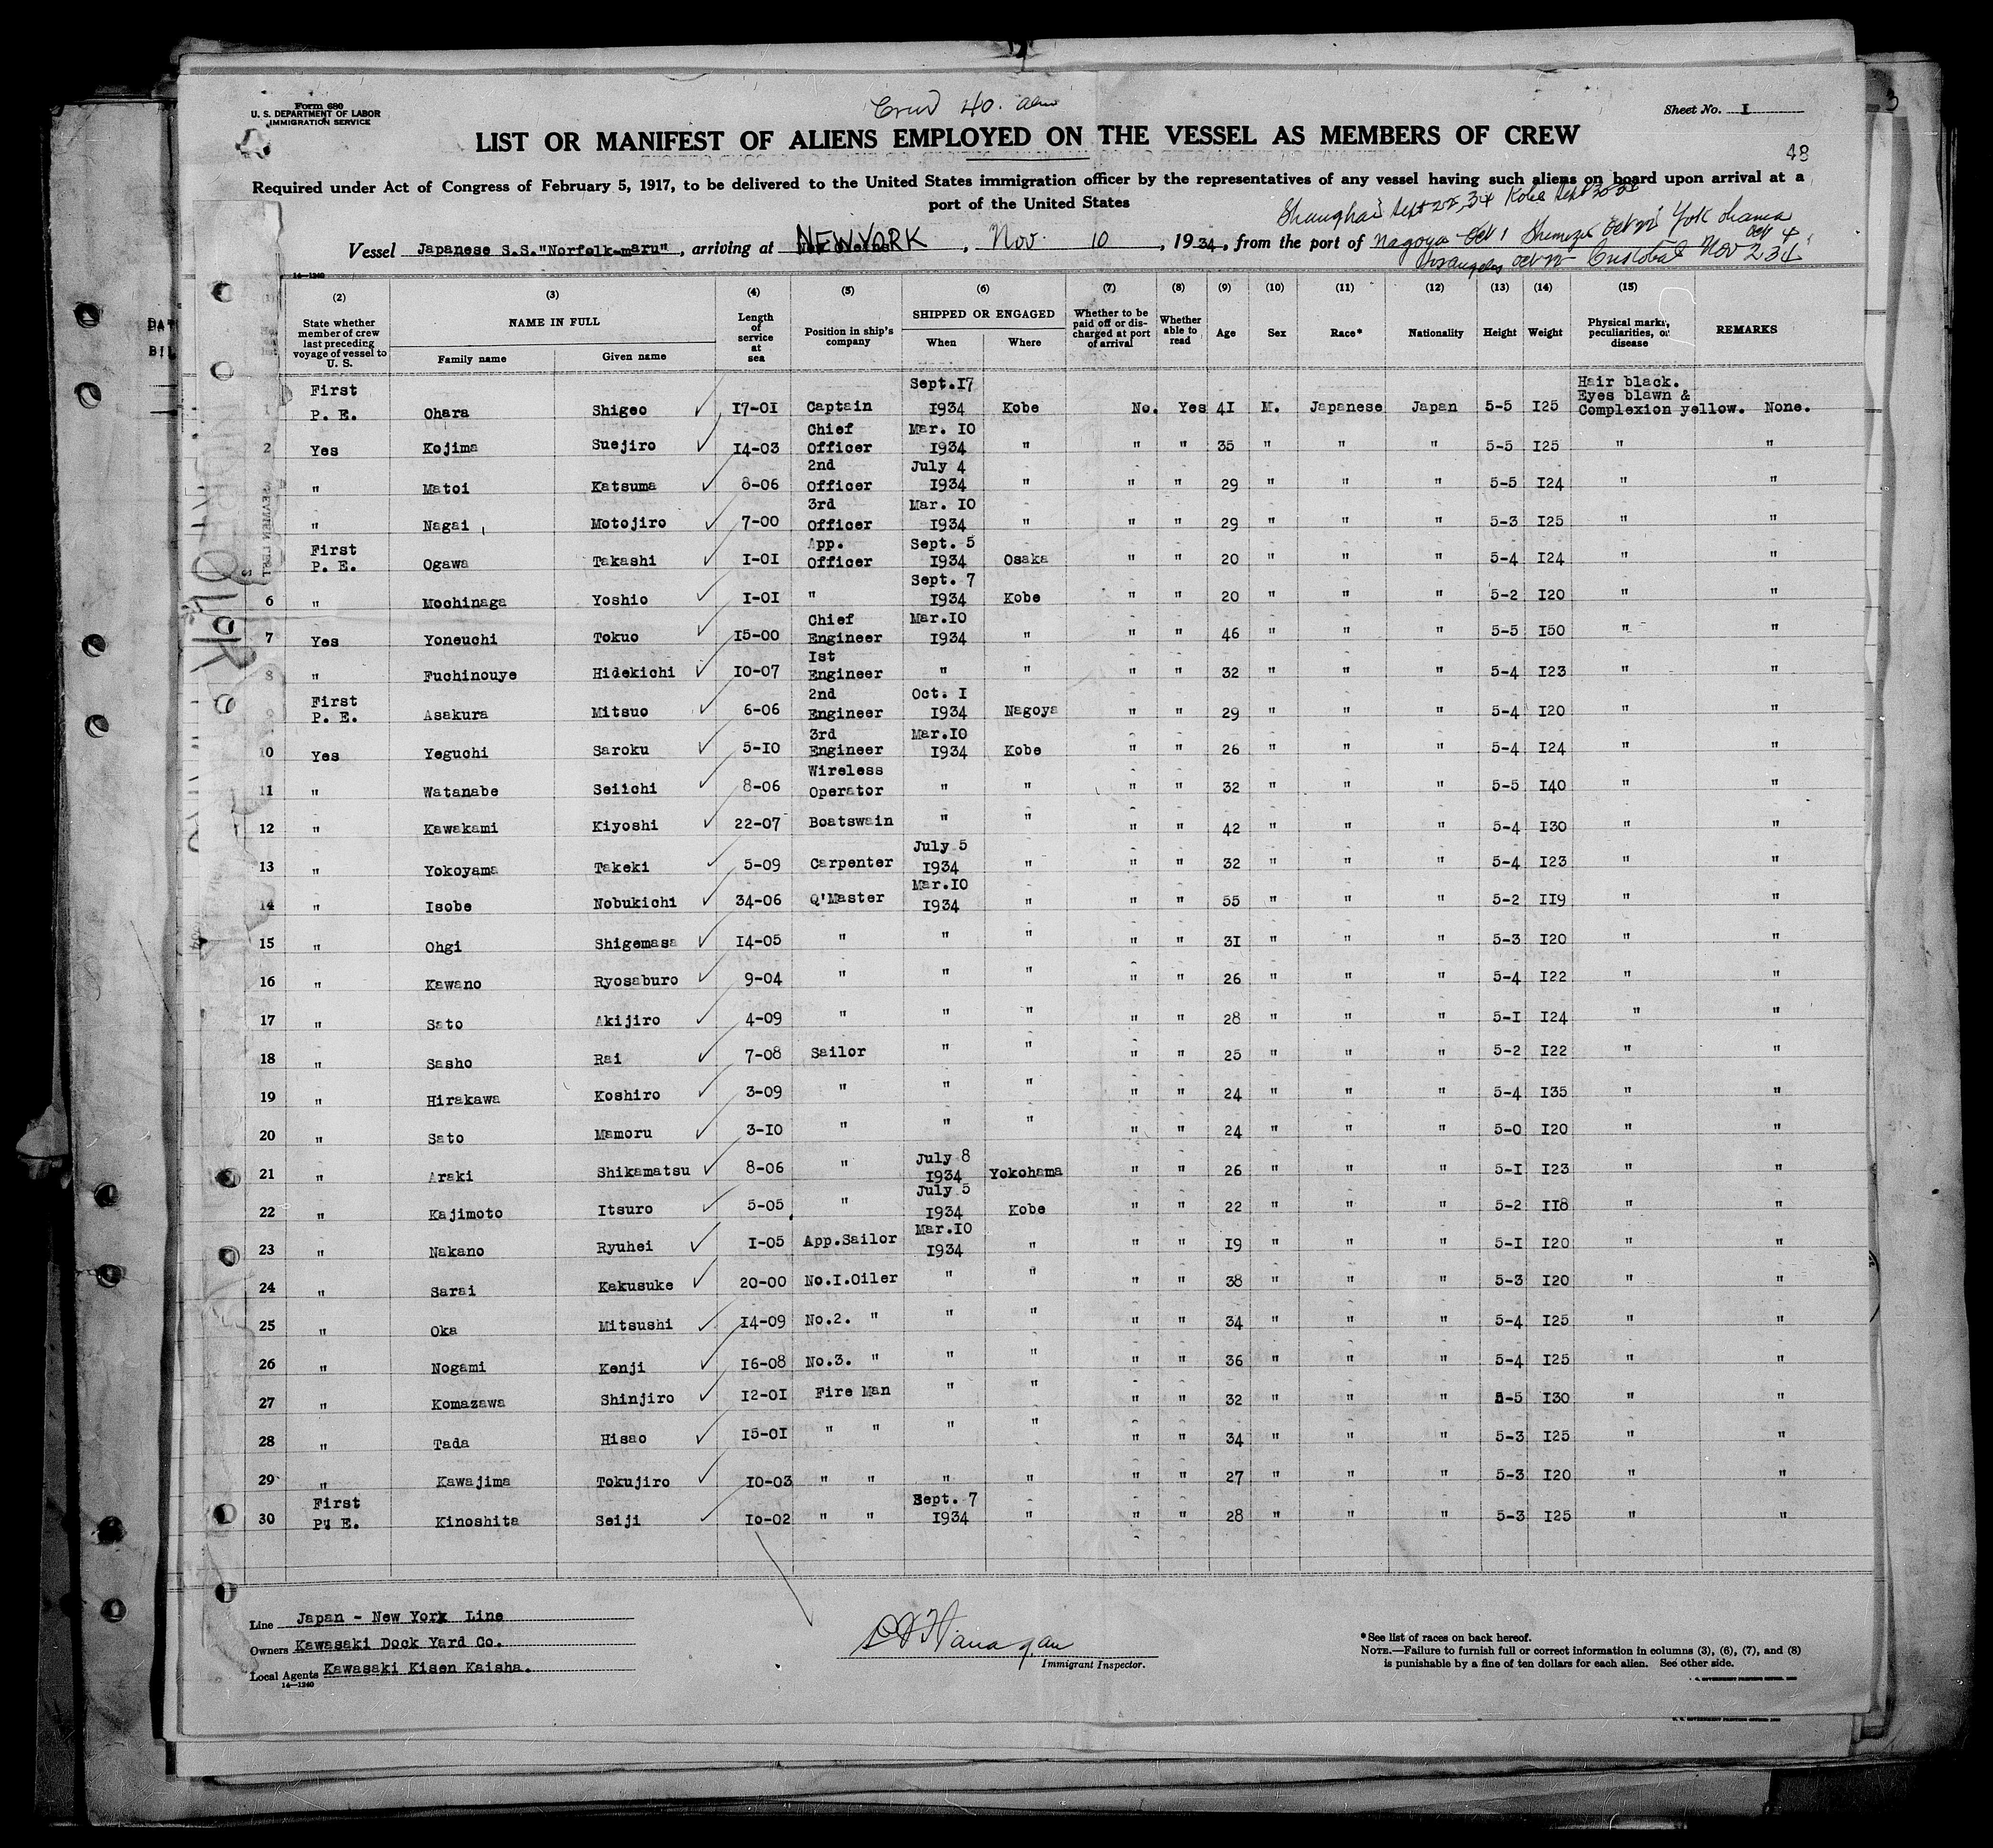 Form 680
U. S. DEPARTMENT OF LABOR
IMMIGRATION SERVICE
Crew 40
Sheet No. I
LIST OR MANIFEST OF ALIENS EMPLOYED ON THE VESSEL AS MEMBERS OF CREW
48
Required under Act of Congress of February 5, 1917, to be delivered to the United States immigration officer by the representatives of any vessel having such aliens on board upon arrival at a
port of the United States
Shanghai Sept 27, 34 Kobe Sept 30
Vessel Japanese S.S."Norfolk-maru", arriving at NEW YORK, Nov. 10, 1934, from the port of Nagoya Oct 1 Shimizu Oct Yokohama Oct 4
Los angeles Oct Cristobal Nov 2 34
14—1240
(2) (3) (4) (5) (6) (7) (8) (9) (10) (11) (12) (13) (14) (15)
State whether member of crew last preceding voyage of vessel to U. S. NAME IN FULL Family name Given name Length of service at sea Position in ship's company SHIPPED OR ENGAGED When Where Whether to be paid off or discharged at port of arrival Whether able to read Age Sex Race* Nationality Height Weight Physical marks, peculiarities, or disease REMARKS
1 First P. E. Ohara Shigeo 17-01 Captain Sept.17 1934 Kobe No. Yes 41 M. Japanese Japan 5-5 125 Hair black. Eyes blawn & Complexion yellow. None.
2 Yes Kojima Suejiro 14-03 Chief Officer Mar. 10 1934 " " " 35 " " " 5-5 125 " "
" Matoi Katsuma 8-06 2nd Officer July 4 1934 " " " 29 " " " 5-5 124 " "
" Nagai Motojiro 7-00 3rd Officer Mar. 10 1934 " " " 29 " " " 5-3 125 " "
First P. E. Ogawa Takashi 1-01 App. Officer Sept. 5 1934 Osaka " " 20 " " " 5-4 124 " "
6 " Mochinaga Yoshio 1-01 " Sept. 7 1934 Kobe " " 20 " " " 5-2 120 " "
7 Yes Yoneuchi Tokuo 15-00 Chief Engineer Mar.10 1934 " " " 46 " " " 5-5 150 " "
8 " Fuchinouye Hidekichi 10-07 1st Engineer " " " " 32 " " " 5-4 123 " "
9 First P. E. Asakura Mitsuo 6-06 2nd Engineer Oct. 1 1934 Nagoya " " 29 " " " 5-4 120 " "
10 Yes Yeguchi Saroku 5-10 3rd Engineer Mar.10 1934 Kobe " " 26 " " " 5-4 124 " "
11 " Watanabe Seiichi 8-06 Wireless Operator " " " " 32 " " " 5-5 140 " "
12 " Kawakami Kiyoshi 22-07 Boatswain " " " " 42 " " " 5-4 130 " "
13 " Yokoyama Takeki 5-09 Carpenter July 5 1934 " " " 32 " " " 5-4 123 " "
14 " Isobe Nobukichi 34-06 Q'Master Mar.10 1934 " " " 55 " " " 5-2 119 " "
15 " Ohgi Shigemasa 14-05 " " " " " 31 " " " 5-3 120 " "
16 " Kawano Ryosaburo 9-04 " " " " " 26 " " " 5-4 122 " "
17 " Sato Akijiro 4-09 " " " " " 28 " " " 5-1 124 " "
18 " Sasho Rai 7-08 Sailor " " " " 25 " " " 5-2 122 " "
19 " Hirakawa Koshiro 3-09 " " " " " 24 " " " 5-4 135 " "
20 " Sato Mamoru 3-10 " " " " " 24 " " " 5-0 120 " "
21 " Araki Shikamatsu 8-06 " July 8 1934 Yokohama " " 26 " " " 5-1 123 " "
22 " Kajimoto Itsuro 5-05 " July 5 1934 Kobe " " 22 " " " 5-2 118 " "
23 " Nakano Ryuhei 1-05 App.Sailor Mar.10 1934 " " " 19 " " " 5-1 120 " "
24 " Sarai Kakusuke 20-00 No.1.Oiler " " " " 38 " " " 5-3 120 " "
25 " Oka Mitsushi 14-09 No.2. " " " " " 34 " " " 5-4 125 " "
26 " Nogami Kenji 16-08 No.3. " " " " " 36 " " " 5-4 125 " "
27 " Komazawa Shinjiro 12-01 Fire Man " " " " 32 " " " 5-5 130 " "
28 " Tada Hisao 15-01 " " " " " " 34 " " " 5-3 125 " "
29 " Kawajima Tokujiro 10-03 " " " " " " 27 " " " 5-3 120 " "
30 First P. E. Kinoshita Seiji 10-02 " " Sept. 7 1934 " " " 28 " " " 5-3 125 " "
Line Japan - New York Line
Owners Kawasaki Dock Yard Co.
Local Agents Kawasaki Kisen Kaisha.
14—1240
Immigrant Inspector.
*See list of races on back hereof.
NOTE.—Failure to furnish full or correct information in columns (3), (6), (7), and (8)
is punishable by a fine of ten dollars for each alien. See other side.